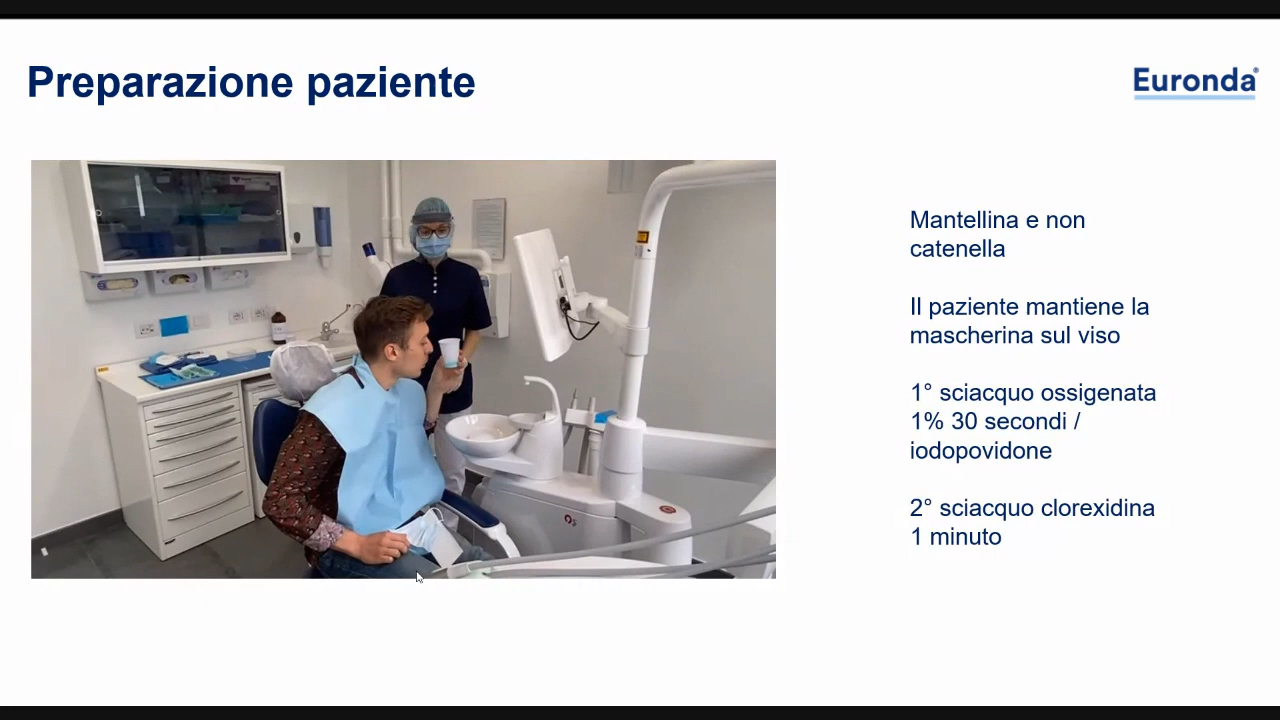 Preparazione paziente
Euronda®
Mantellina e non
catenella
Il paziente mantiene la
mascherina sul viso
1° sciacquo ossigenata
1% 30 secondi /
iodopovidone
2° sciacquo clorexidina
1 minuto